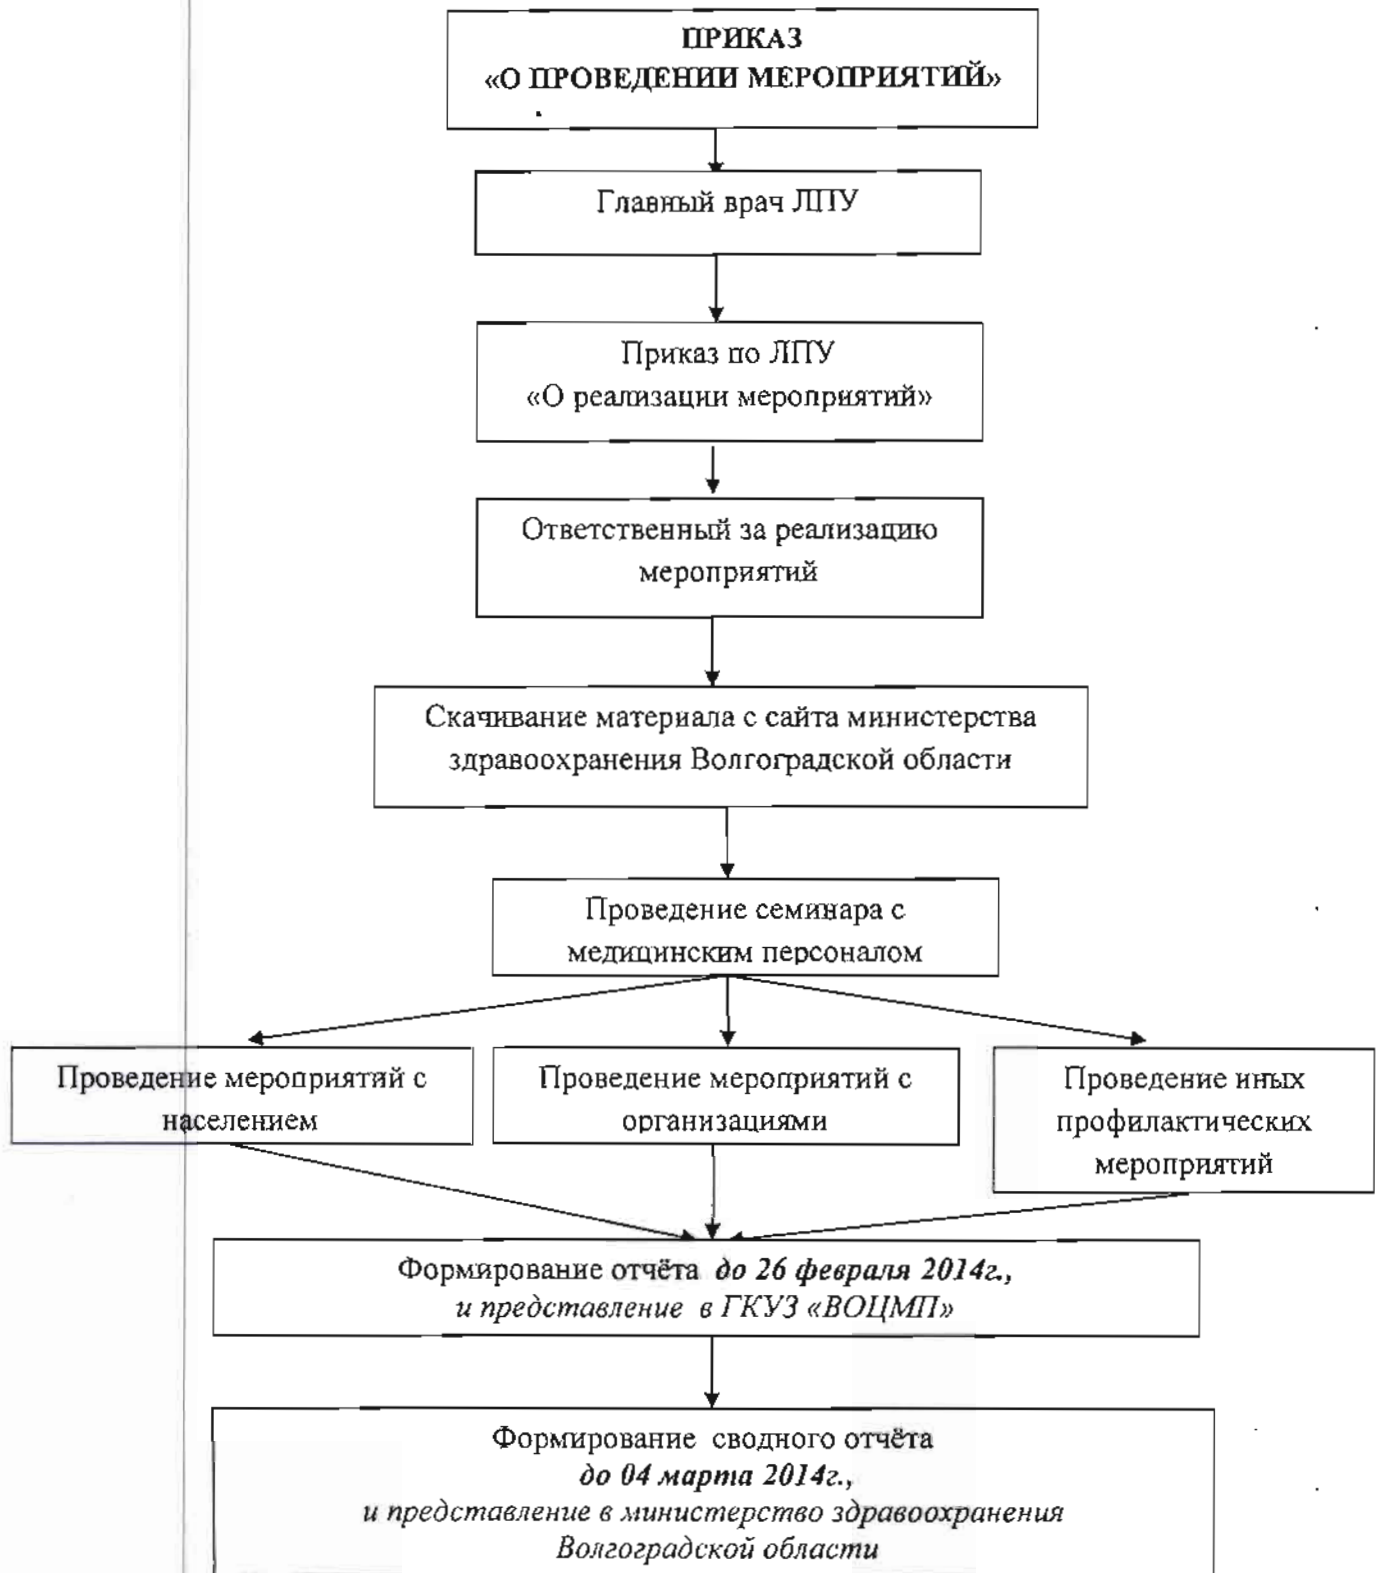 ПРИКАЗ
«О ПРОВЕДЕНИИ МЕРОПРИЯТИЙ»
Главный врач ЛПУ
Приказ по ЛПУ
«О реализации мероприятий»
Ответственный за реализацию
мероприятий
Скачивание материала с сайта министерства
здравоохранения Волгоградской области
Проведение семинара с
медицинским персоналом
Проведение мероприятий с
населением
Проведение мероприятий с
организациями
Проведение иных
профилактических
мероприятий
Формирование отчёта до 26 февраля 2014г.,
и представление в ГКУЗ «ВОЦМП»
Формирование сводного отчёта
до 04 марта 2014г.,
и представление в министерство здравоохранения
Волгоградской области